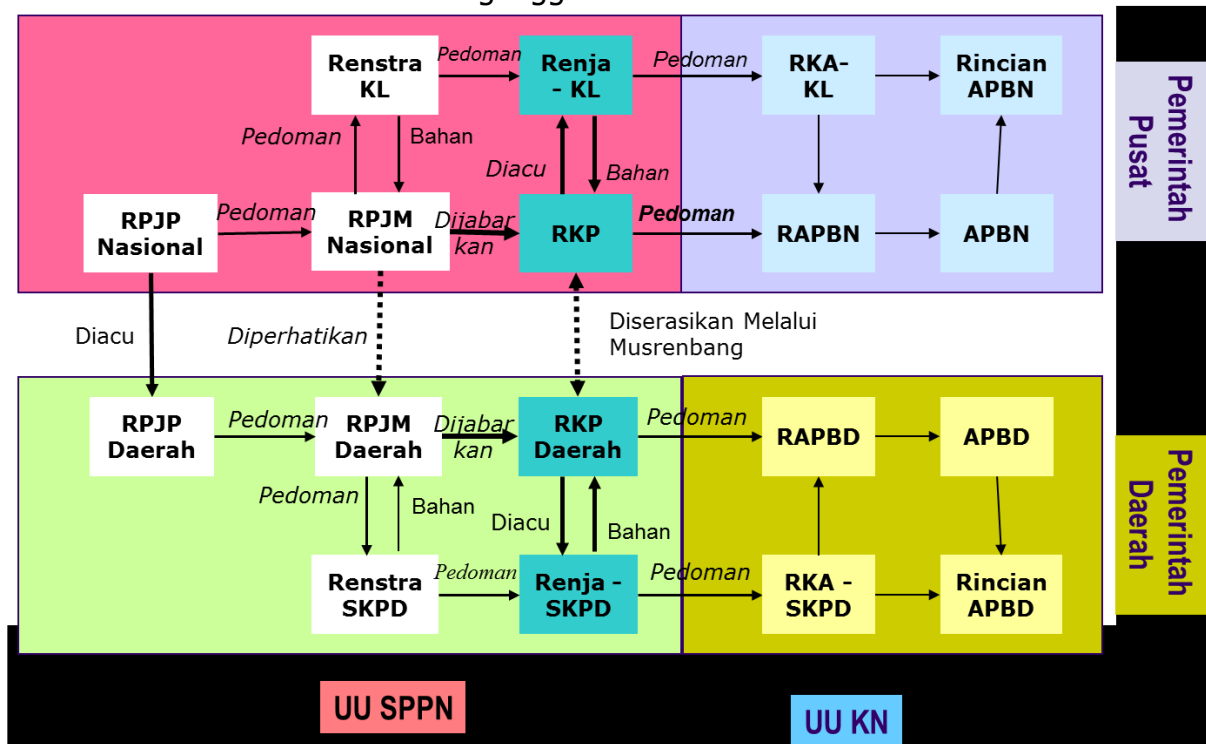 Pedoman
Pedoman
Renstra
KL
Renja
- KL
RKA-
KL
Rincian
APBN
Pemerintah
Pusat
Pedoman
Bahan
Diacu
Bahan
RPJP
Nasional
Pedoman
RPJM
Nasional
Dijabar
kan
RKP
Pedoman
RAPBN
APBN
Diacu
Diperhatikan
Diserasikan Melalui
Musrenbang
RPJP
Daerah
Pedoman
RPJM
Daerah
Dijabar
kan
RKP
Daerah
Pedoman
RAPBD
APBD
Pemerintah
Daerah
Pedoman
Bahan
Diacu
Bahan
Renstra
SKPD
Pedoman
Renja -
SKPD
Pedoman
RKA -
SKPD
Rincian
APBD
UU SPPN
UU KN